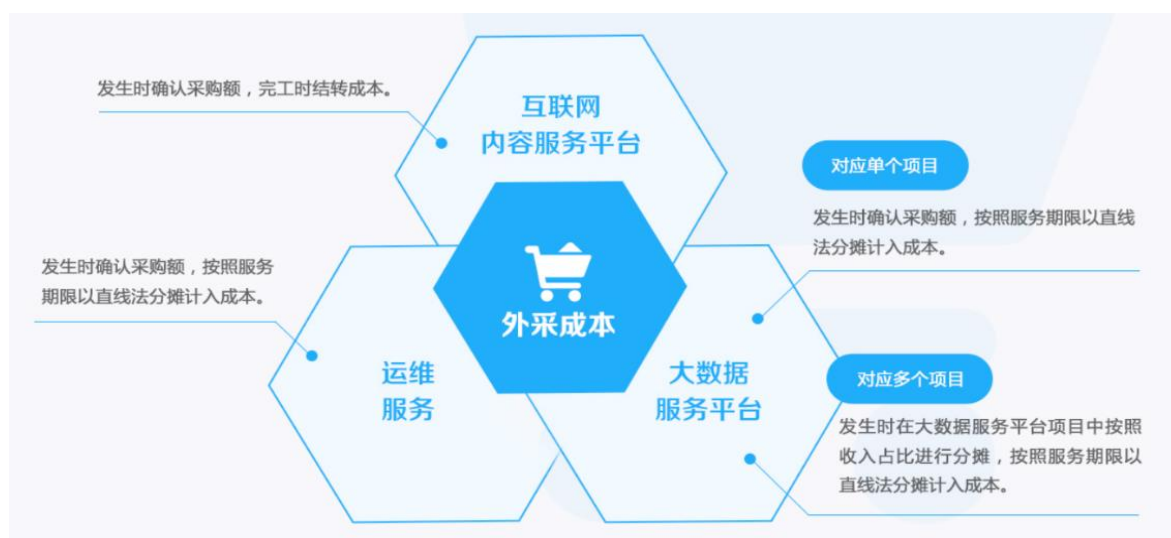 发生时确认采购额，完工时结转成本。
互联网
内容服务平台
对应单个项目
发生时确认采购额，按照服务期限以直线
法分摊计入成本。
发生时确认采购额，按照服务
期限以直线法分摊计入成本。
外采成本
运维
服务
大数据
服务平台
对应多个项目
发生时在大数据服务平台项目中按照
收入占比进行分摊，按照服务期限以
直线法分摊计入成本。